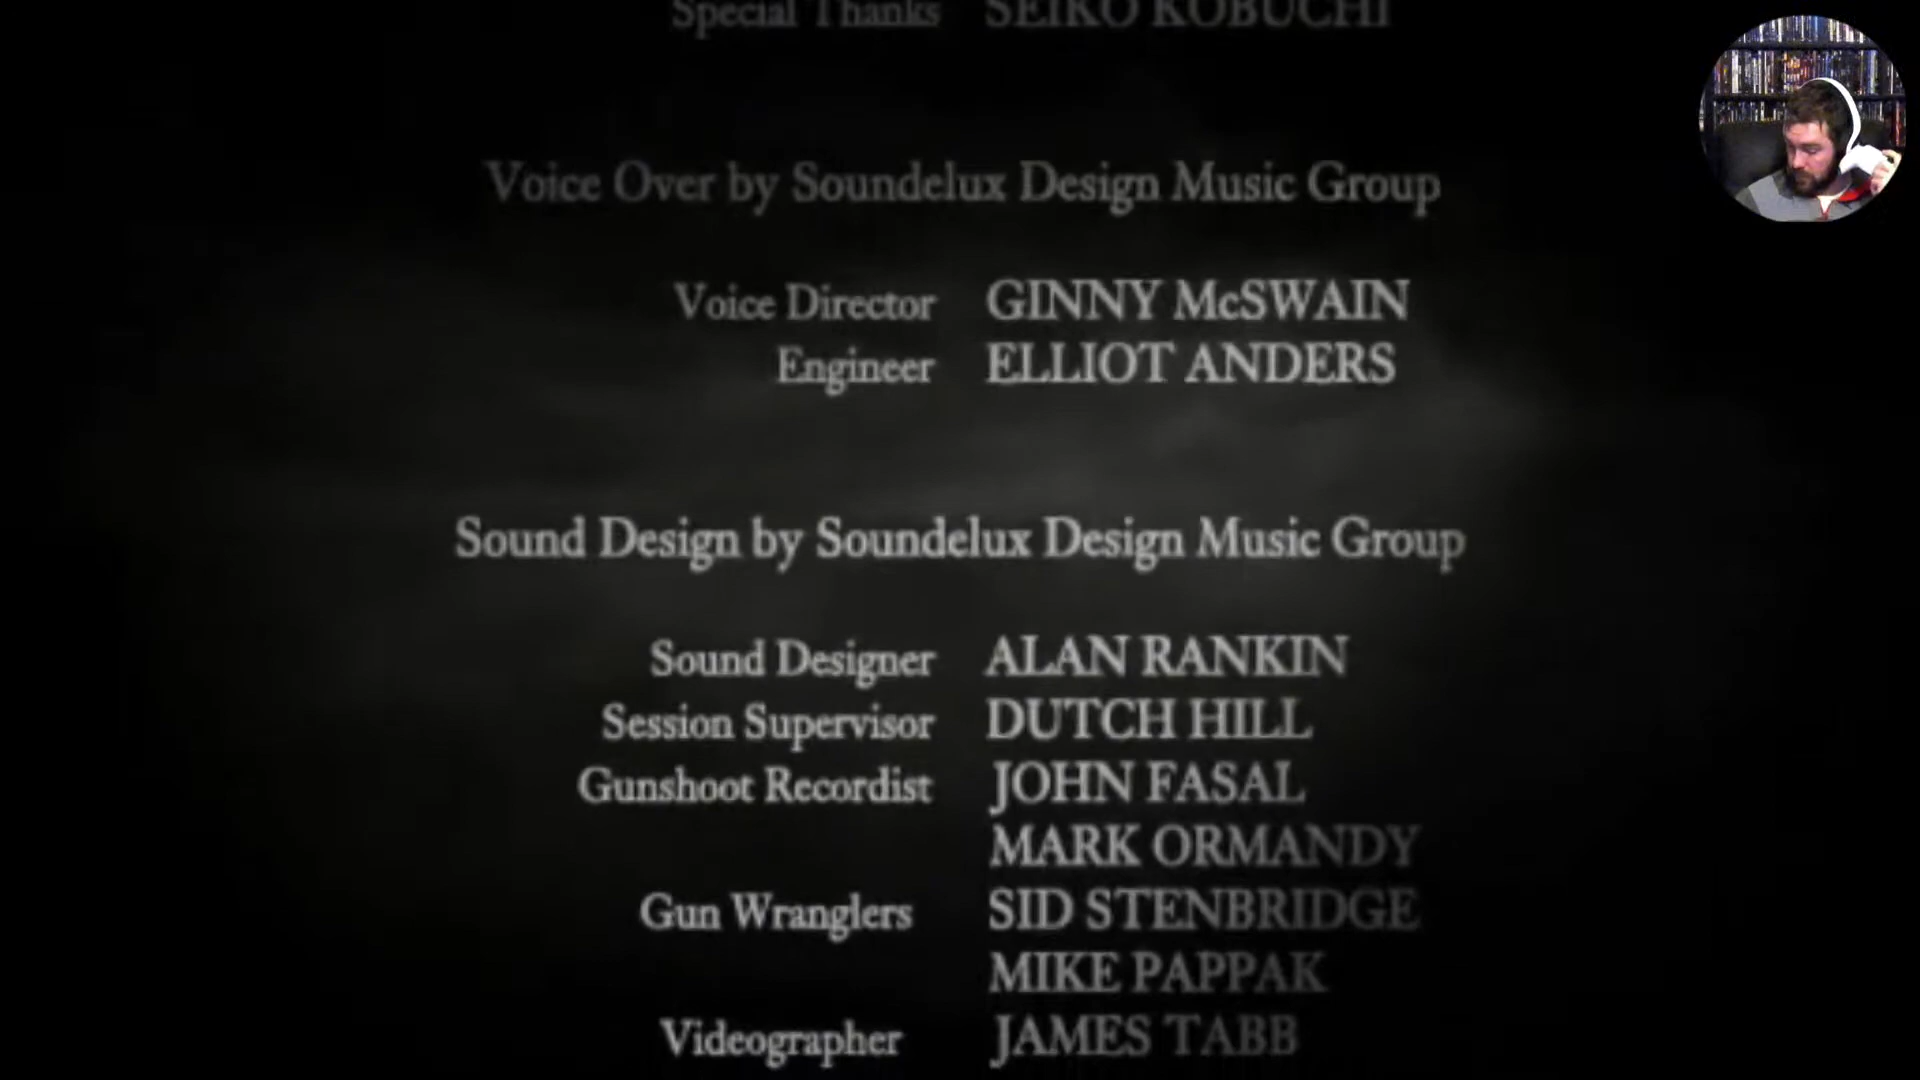 Special Thanks SEIKO KOBUCHI
Voice Over by Soundelux Design Music Group
Voice Director GINNY McSWAIN
Engineer ELLIOT ANDERS
Sound Design by Soundelux Design Music Group
Sound Designer ALAN RANKIN
Session Supervisor DUTCH HILL
Gunshoot Recordist JOHN FASAL
MARK ORMANDY
Gun Wranglers SID STENBRIDGE
MIKE PAPPAK
Videographer JAMES TABB